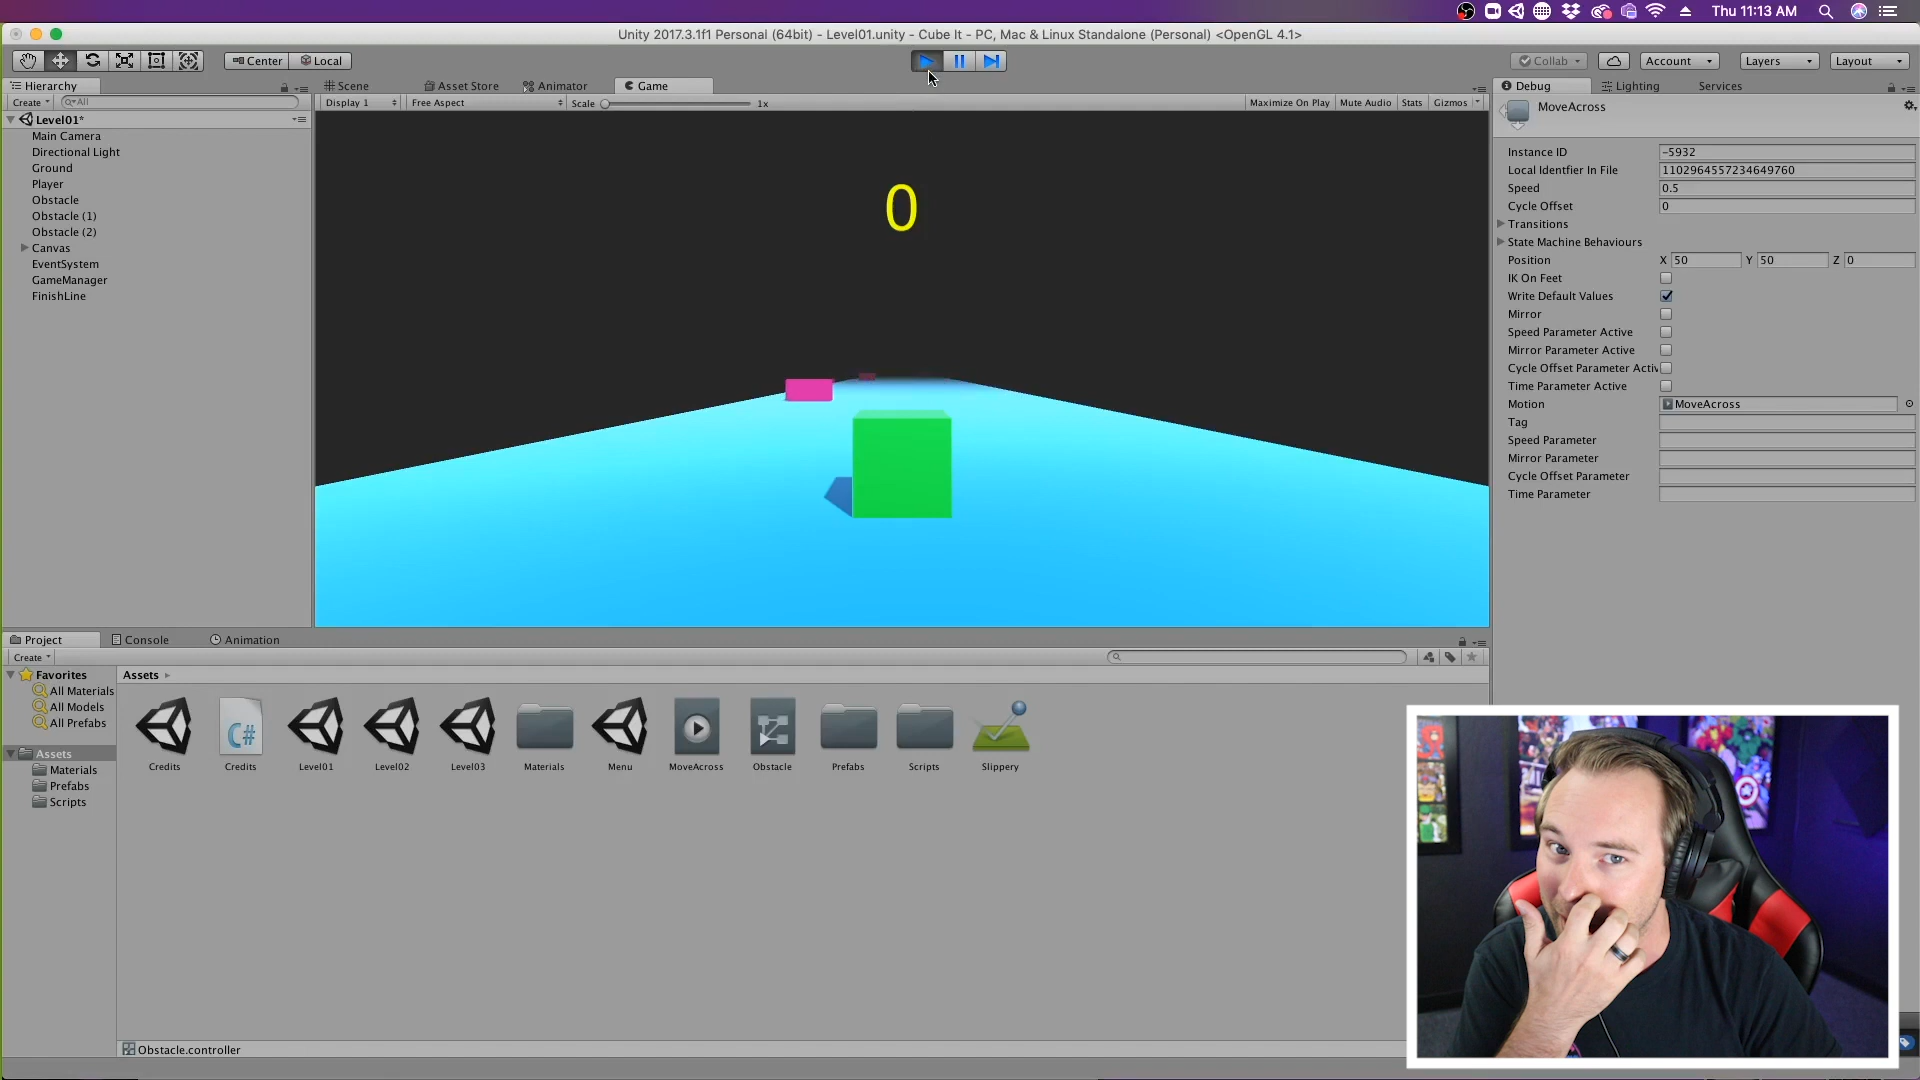 Thu 11:13 AM
Unity 2017.3.1f1 Personal (64bit) - Level01.unity - Cube It - PC, Mac & Linux Standalone (Personal) <OpenGL 4.1>
Center Local
Collab Account Layers Layout
Hierarchy
Create All
Level01*
Main Camera
Directional Light
Ground
Player
Obstacle
Obstacle (1)
Obstacle (2)
Canvas
EventSystem
GameManager
FinishLine
Scene Asset Store Animator Game
Display 1 Free Aspect Scale 1x Maximize On Play Mute Audio Stats Gizmos
0
Debug Lighting Services
MoveAcross
Instance ID -5932
Local Identfier In File 1102964557234649760
Speed 0.5
Cycle Offset 0
Transitions
State Machine Behaviours
Position X 50 Y 50 Z 0
IK On Feet
Write Default Values
Mirror
Speed Parameter Active
Mirror Parameter Active
Cycle Offset Parameter Activ
Time Parameter Active
Motion MoveAcross
Tag
Speed Parameter
Mirror Parameter
Cycle Offset Parameter
Time Parameter
Project Console Animation
Create
Favorites
All Materials
All Models
All Prefabs
Assets
Materials
Prefabs
Scripts
Assets
C#
Credits Credits Level01 Level02 Level03 Materials Menu MoveAcross Obstacle Prefabs Scripts Slippery
Obstacle.controller